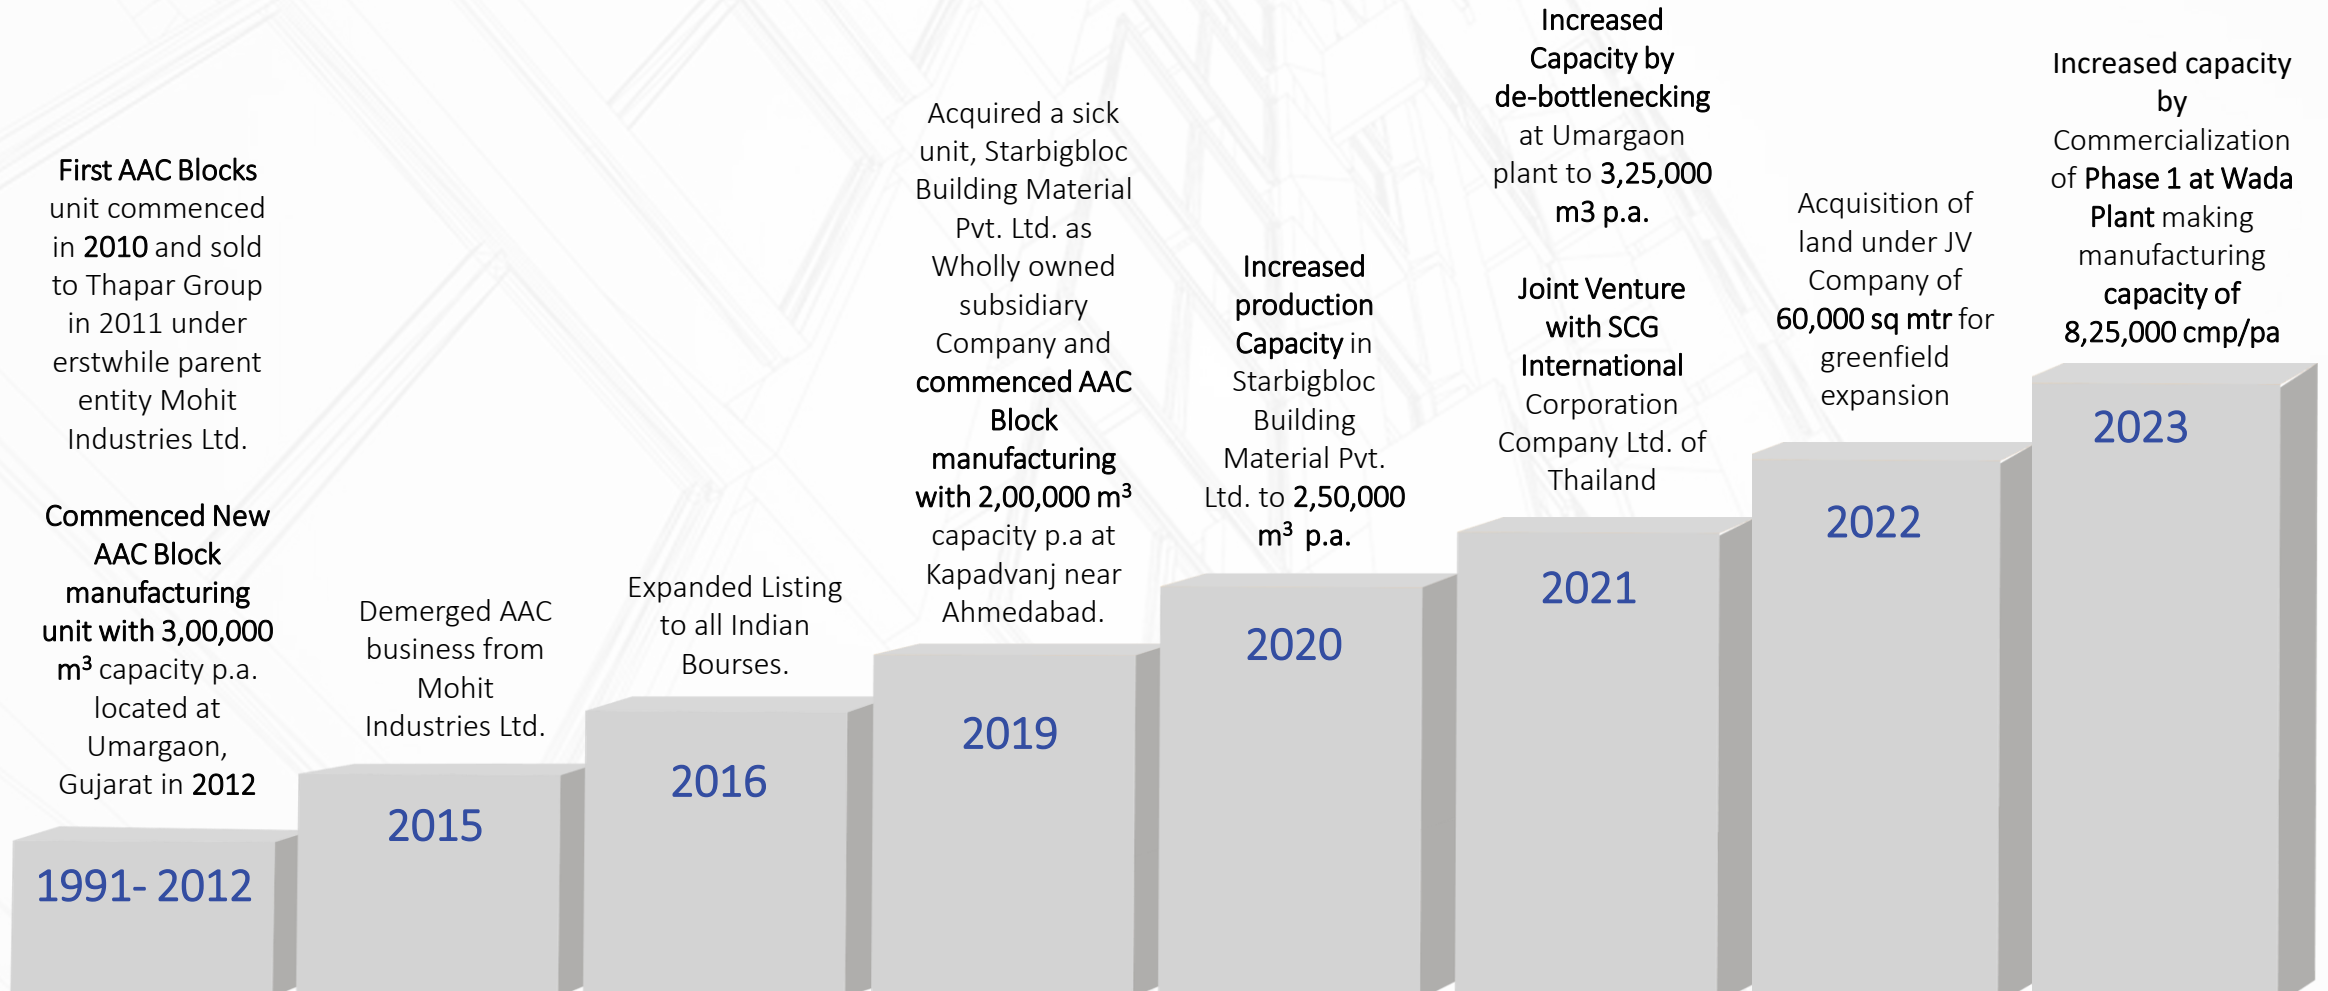 First AAC Blocks
unit commenced
in 2010 and sold
to Thapar Group
in 2011 under
erstwhile parent
entity Mohit
Industries Ltd.
Commenced New
AAC Block
manufacturing
unit with 3,00,000
m³ capacity p.a.
located at
Umargaon,
Gujarat in 2012
1991- 2012
Demerged AAC
business from
Mohit
Industries Ltd.
2015
Expanded Listing
to all Indian
Bourses.
2016
Acquired a sick
unit, Starbigbloc
Building Material
Pvt. Ltd. as
Wholly owned
subsidiary
Company and
commenced AAC
Block
manufacturing
with 2,00,000 m³
capacity p.a at
Kapadvanj near
Ahmedabad.
2019
Increased
production
Capacity in
Starbigbloc
Building
Material Pvt.
Ltd. to 2,50,000
m³ p.a.
2020
Increased
Capacity by
de-bottlenecking
at Umargaon
plant to 3,25,000
m3 p.a.
Joint Venture
with SCG
International
Corporation
Company Ltd. of
Thailand
2021
Acquisition of
land under JV
Company of
60,000 sq mtr for
greenfield
expansion
2022
Increased capacity
by
Commercialization
of Phase 1 at Wada
Plant making
manufacturing
capacity of
8,25,000 cmp/pa
2023